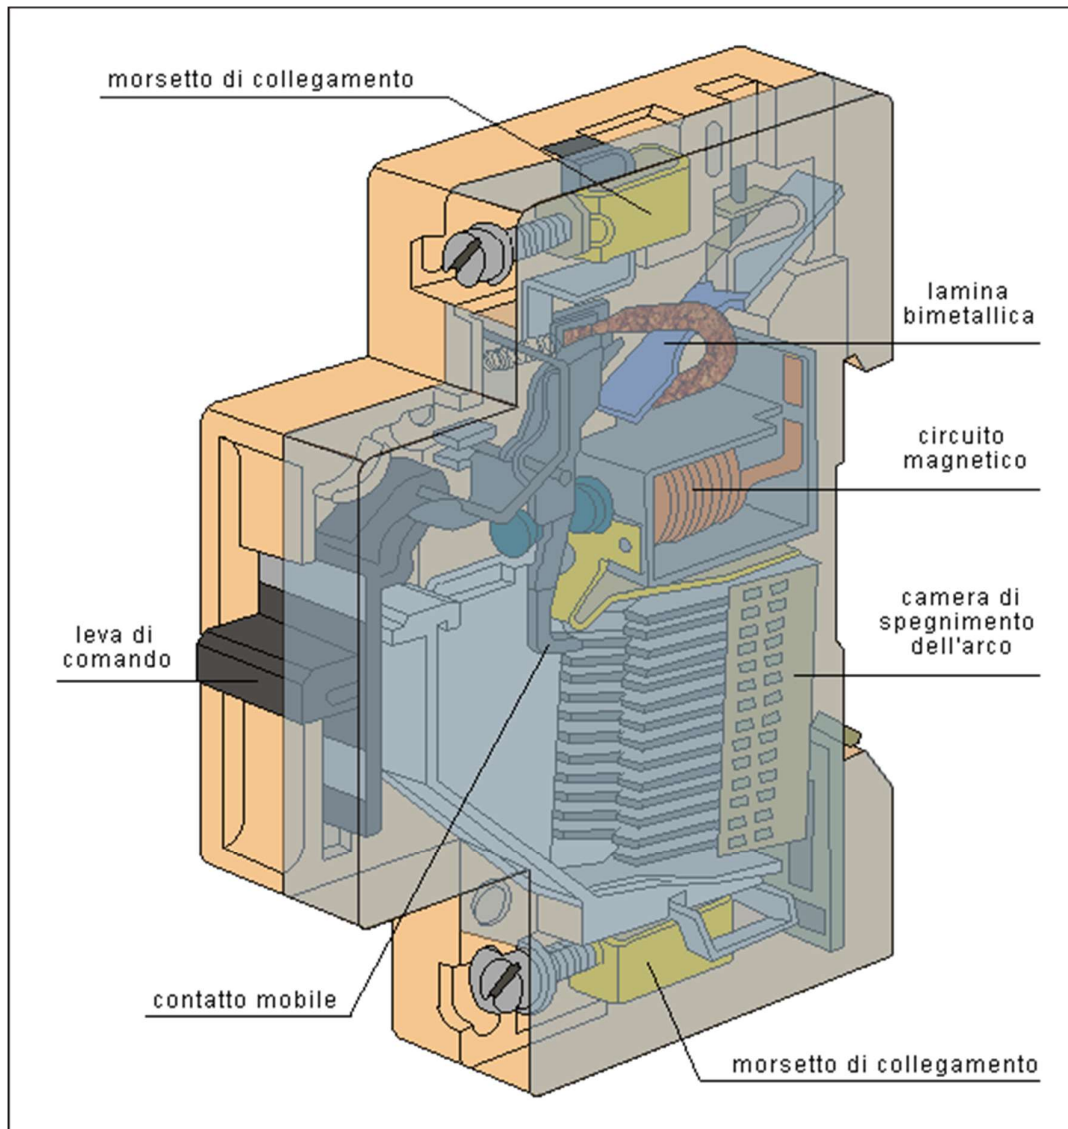 morsetto di collegamento
lamina
bimetallica
circuito
magnetico
camera di
spegnimento
dell'arco
leva di
comando
contatto mobile
morsetto di collegamento